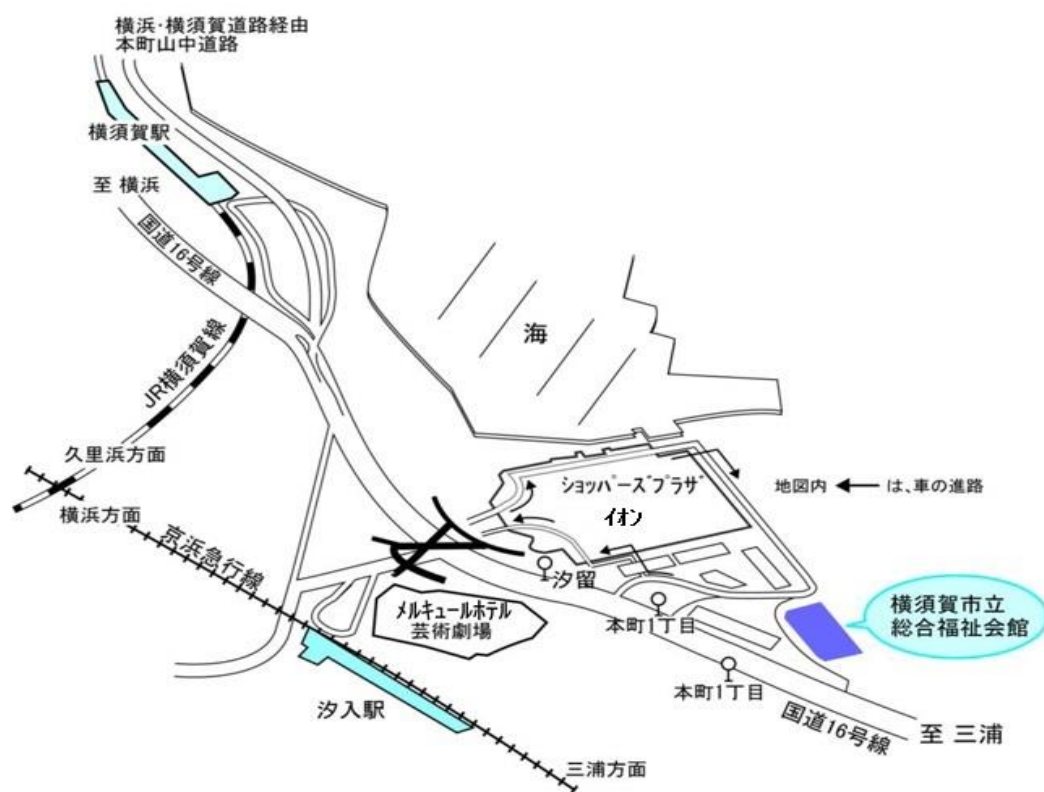 横浜・横須賀道路経由
本町山中道路
横須賀駅
至 横浜
国道16号線
JR横須賀線
久里浜方面
横浜方面
京浜急行線
海
ショッパーズプラザ
イオン
地図内
は、車の進路
汐留
メルキュールホテル
芸術劇場
本町1丁目
横須賀市立
総合福祉会館
汐入駅
本町1丁目
国道16号線
至 三浦
三浦方面